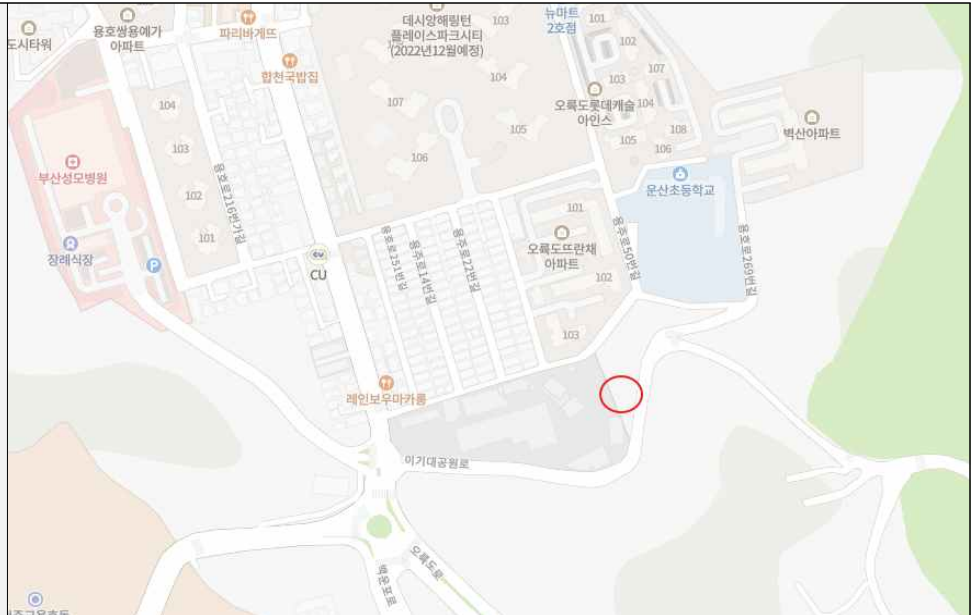 도시타워
용호쌍용예가
아파트
파리바게뜨
합천국밥집
데시앙해링턴
플레이스파크시티
(2022년12월예정)
103
104
107
105
106
뉴마트
2호점
101
102
107
103
오륙도롯데캐슬
아인스
104
105
108
106
벽산아파트
운산초등학교
104
103
102
101
부산성모병원
장례식장
P
용호로216번가길
CU
용호로251번길
용주로14번길
용주로22번길
101
오륙도뜨란채
아파트
102
103
용주로50번길
용호로269번길
레인보우마카롱
이기대공원로
오륙도로
백운포로